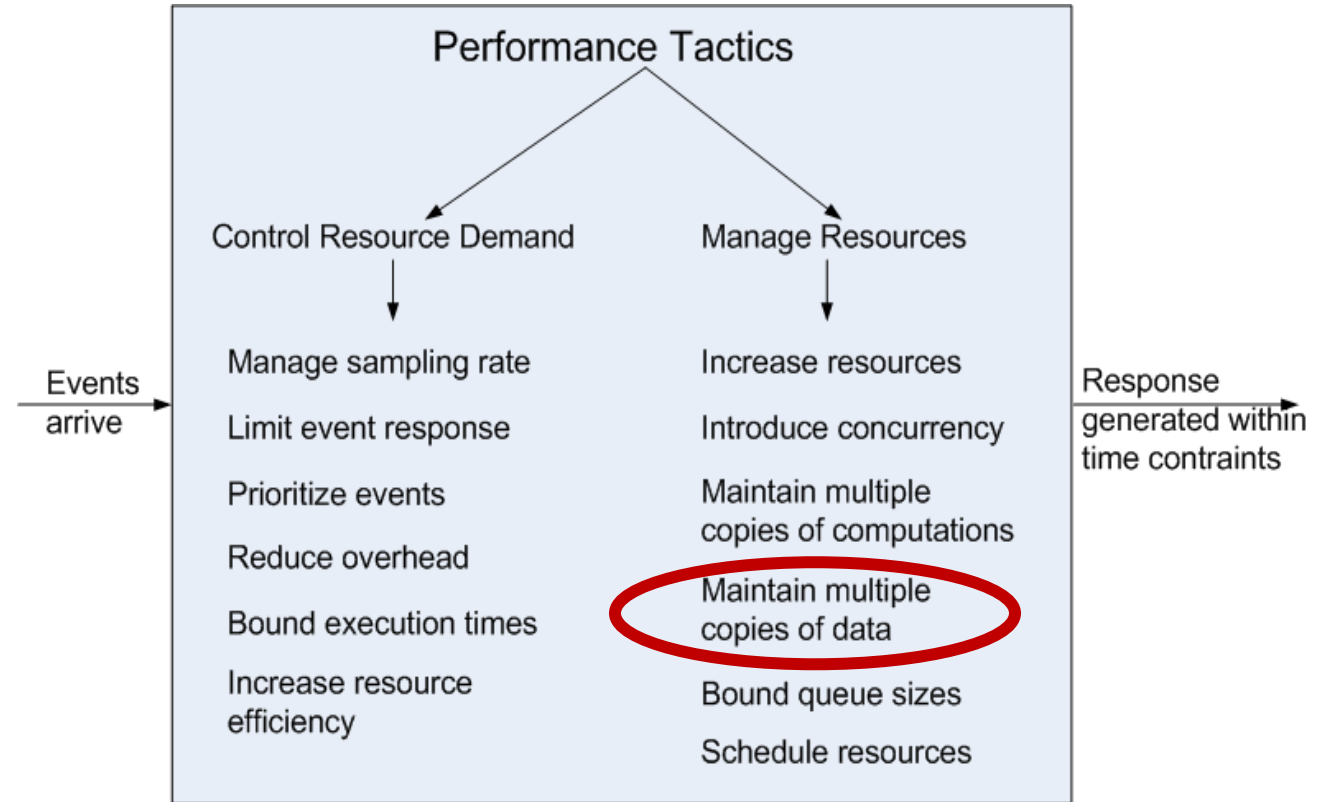 Performance Tactics
Control Resource Demand
Manage Resources
Events
arrive
Manage sampling rate
Limit event response
Prioritize events
Reduce overhead
Bound execution times
Increase resource
efficiency
Increase resources
Introduce concurrency
Maintain multiple
copies of computations
Maintain multiple
copies of data
Bound queue sizes
Schedule resources
Response
generated within
time contraints